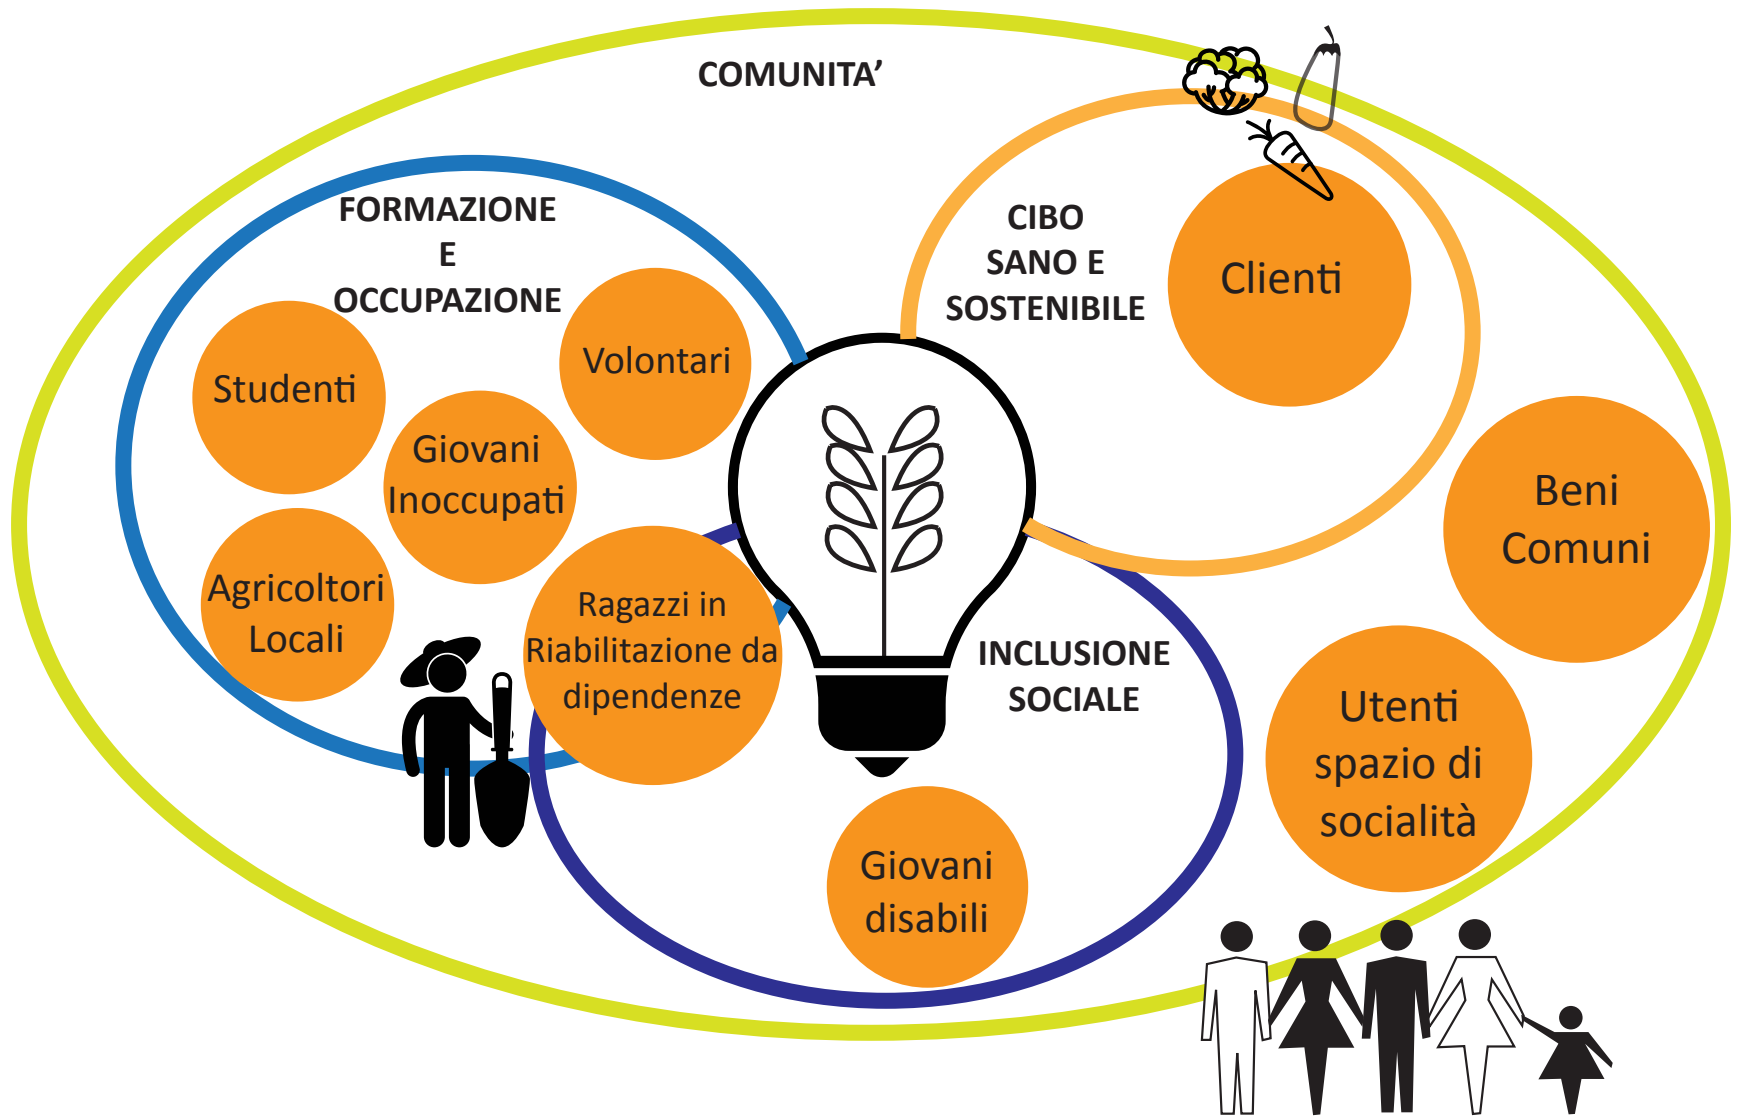 COMUNITA’
FORMAZIONE
E
OCCUPAZIONE
Studenti
Volontari
Giovani
Inoccupati
Agricoltori
Locali
Ragazzi in
Riabilitazione da
dipendenze
CIBO
SANO E
SOSTENIBILE
Clienti
INCLUSIONE
SOCIALE
Giovani
disabili
Beni
Comuni
Utenti
spazio di
socialità